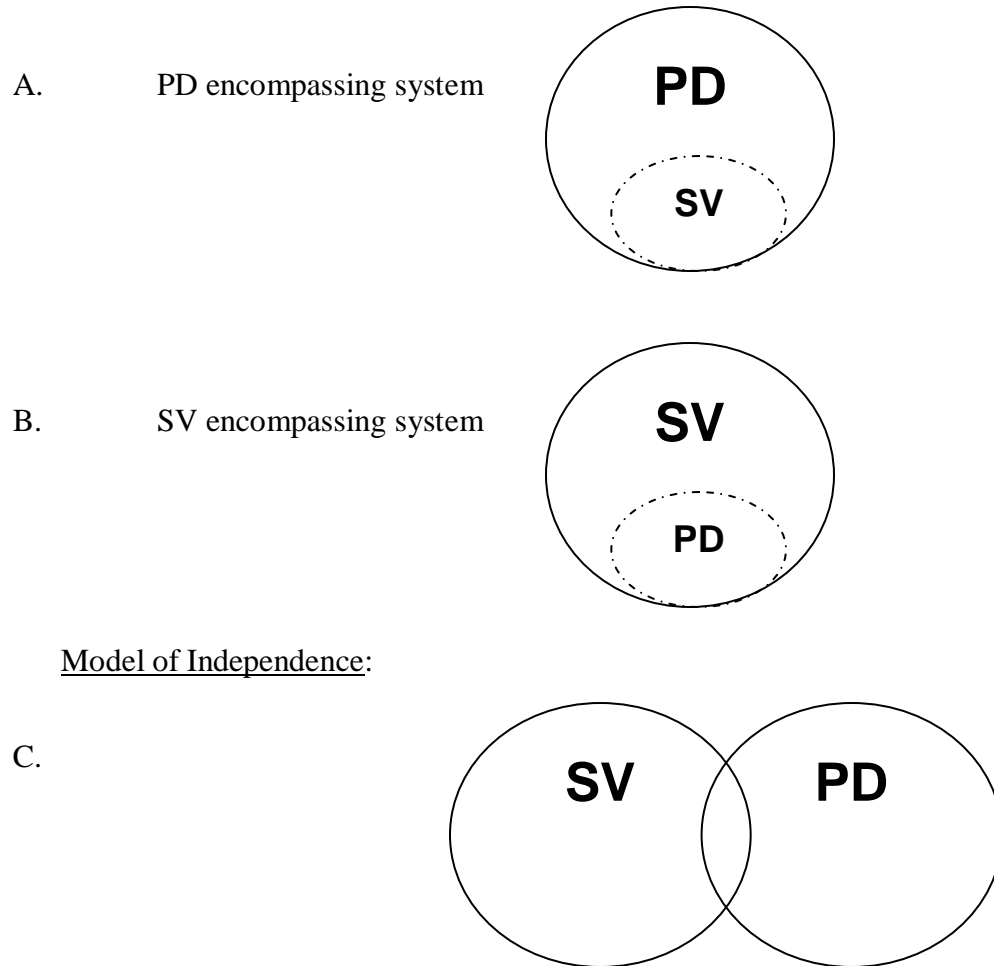 A. PD encompassing system PD
SV
B. SV encompassing system SV
PD
Model of Independence:
C. SV PD